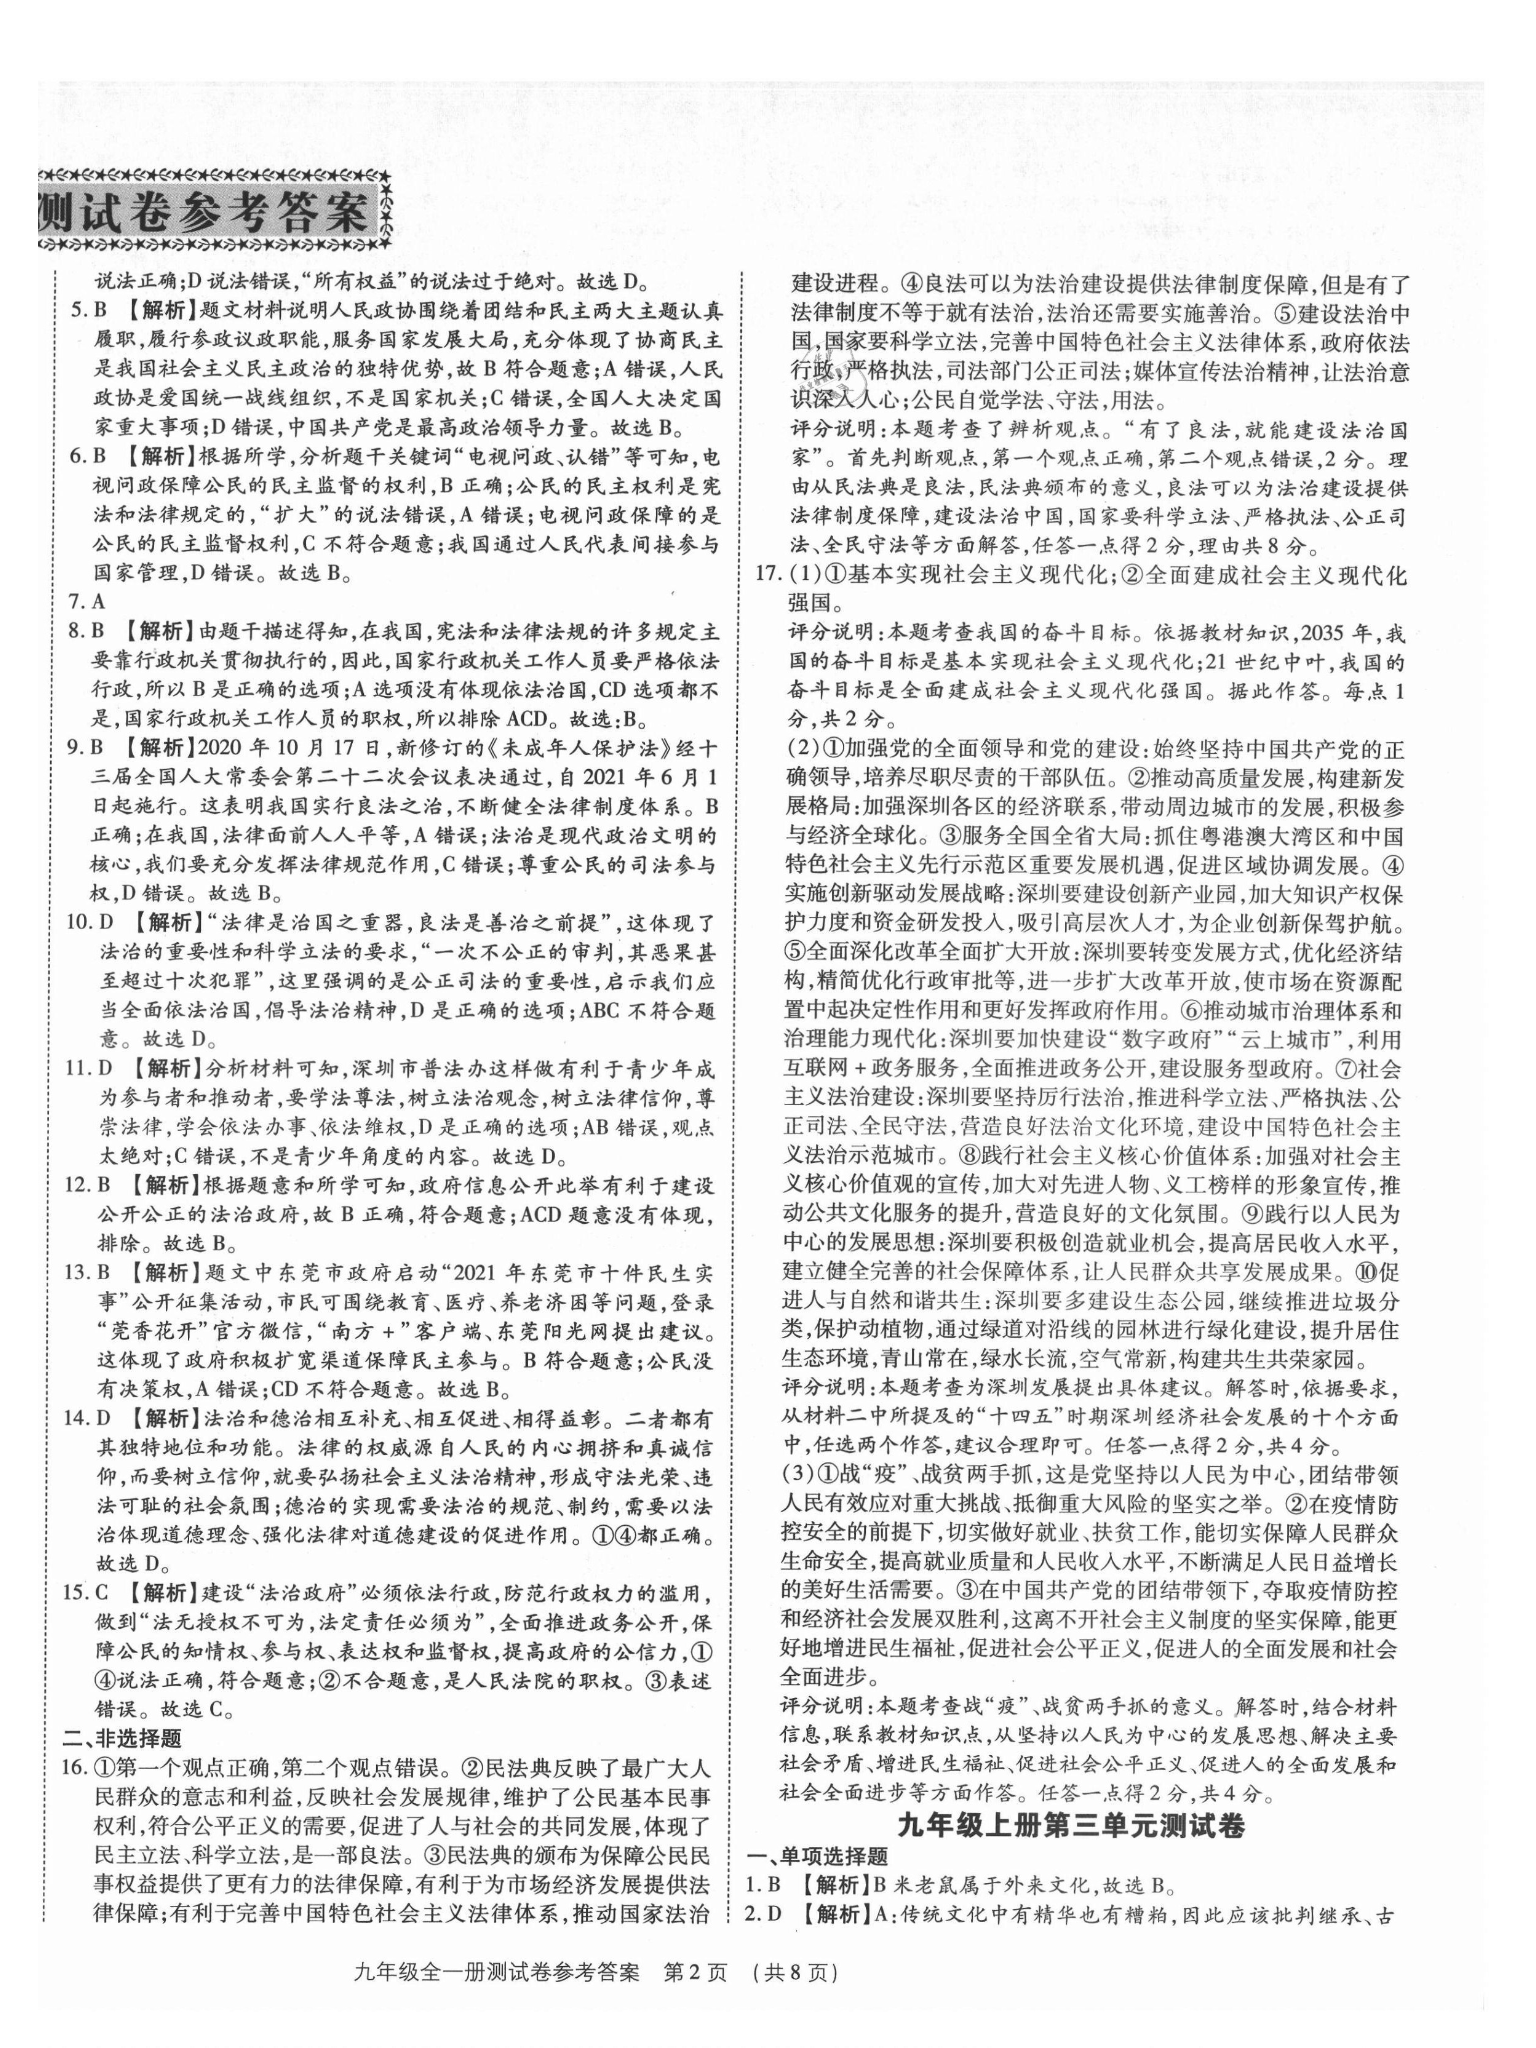 测试卷参考答案
说法正确;D说法错误,“所有权益”的说法过于绝对。故选D。
5. B 【解析】题文材料说明人民政协围绕着团结和民主两大主题认真
履职,履行参政议政职能,服务国家发展大局,充分体现了协商民主
是我国社会主义民主政治的独特优势,故B符合题意;A错误,人民
政协是爱国统一战线组织,不是国家机关;C错误,全国人大决定国
家重大事项;D错误,中国共产党是最高政治领导力量。故选B。
6. B 【解析】根据所学,分析题干关键词“电视问政、认错”等可知,电
视问政保障公民的民主监督的权利,B正确;公民的民主权利是宪
法和法律规定的,“扩大”的说法错误,A错误;电视问政保障的是
公民的民主监督权利,C不符合题意;我国通过人民代表间接参与
国家管理,D错误。故选B。
7. A
8. B 【解析】由题干描述得知,在我国,宪法和法律法规的许多规定主
要靠行政机关贯彻执行的,因此,国家行政机关工作人员要严格依法
行政,所以B是正确的选项;A选项没有体现依法治国,CD选项都不
是,国家行政机关工作人员的职权,所以排除ACD。故选:B。
9. B 【解析】2020年10月17日,新修订的《未成年人保护法》经十
三届全国人大常委会第二十二次会议表决通过,自2021年6月1
日起施行。这表明我国实行良法之治,不断健全法律制度体系。B
正确;在我国,法律面前人人平等,A错误;法治是现代政治文明的
核心,我们要充分发挥法律规范作用,C错误;尊重公民的司法参与
权,D错误。故选B。
10. D 【解析】“法律是治国之重器,良法是善治之前提”,这体现了
法治的重要性和科学立法的要求,“一次不公正的审判,其恶果甚
至超过十次犯罪”,这里强调的是公正司法的重要性,启示我们应
当全面依法治国,倡导法治精神,D是正确的选项;ABC不符合题
意。故选D。
11. D 【解析】分析材料可知,深圳市普法办这样做有利于青少年成
为参与者和推动者,要学法尊法,树立法治观念,树立法律信仰,尊
崇法律,学会依法办事、依法维权,D是正确的选项;AB错误,观点
太绝对;C错误,不是青少年角度的内容。故选D。
12. B 【解析】根据题意和所学可知,政府信息公开此举有利于建设
公开公正的法治政府,故B正确,符合题意;ACD题意没有体现,
排除。故选B。
13. B 【解析】题文中东莞市政府启动“2021年东莞市十件民生实
事”公开征集活动,市民可围绕教育、医疗、养老济困等问题,登录
“莞香花开”官方微信,“南方+”客户端、东莞阳光网提出建议。
这体现了政府积极扩宽渠道保障民主参与。B符合题意;公民没
有决策权,A错误;CD不符合题意。故选B。
14. D 【解析】法治和德治相互补充、相互促进、相得益彰。二者都有
其独特地位和功能。法律的权威源自人民的内心拥挤和真诚信
仰,而要树立信仰,就要弘扬社会主义法治精神,形成守法光荣、违
法可耻的社会氛围;德治的实现需要法治的规范、制约,需要以法
治体现道德理念、强化法律对道德建设的促进作用。①④都正确。
故选D。
15. C 【解析】建设“法治政府”必须依法行政,防范行政权力的滥用,
做到“法无授权不可为,法定责任必须为”,全面推进政务公开,保
障公民的知情权、参与权、表达权和监督权,提高政府的公信力,①
④说法正确,符合题意;②不合题意,是人民法院的职权。③表述
错误。故选C。
二、非选择题
16. ①第一个观点正确,第二个观点错误。②民法典反映了最广大人
民群众的意志和利益,反映社会发展规律,维护了公民基本民事
权利,符合公平正义的需要,促进了人与社会的共同发展,体现了
民主立法、科学立法,是一部良法。③民法典的颁布为保障公民民
事权益提供了更有力的法律保障,有利于为市场经济发展提供法
律保障;有利于完善中国特色社会主义法律体系,推动国家法治
建设进程。④良法可以为法治建设提供法律制度保障,但是有了
法律制度不等于就有法治,法治还需要实施善治。⑤建设法治中
国,国家要科学立法,完善中国特色社会主义法律体系,政府依法
行政,严格执法,司法部门公正司法;媒体宣传法治精神,让法治意
识深入人心;公民自觉学法、守法,用法。
评分说明:本题考查了辨析观点。“有了良法,就能建设法治国
家”。首先判断观点,第一个观点正确,第二个观点错误,2分。理
由从民法典是良法,民法典颁布的意义,良法可以为法治建设提供
法律制度保障,建设法治中国,国家要科学立法、严格执法、公正司
法、全民守法等方面解答,任答一点得2分,理由共8分。
17. (1)①基本实现社会主义现代化;②全面建成社会主义现代化
强国。
评分说明:本题考查我国的奋斗目标。依据教材知识,2035年,我
国的奋斗目标是基本实现社会主义现代化;21世纪中叶,我国的
奋斗目标是全面建成社会主义现代化强国。据此作答。每点1
分,共2分。
(2)①加强党的全面领导和党的建设:始终坚持中国共产党的正
确领导,培养尽职尽责的干部队伍。②推动高质量发展,构建新发
展格局:加强深圳各区的经济联系,带动周边城市的发展,积极参
与经济全球化。③服务全国全省大局:抓住粤港澳大湾区和中国
特色社会主义先行示范区重要发展机遇,促进区域协调发展。④
实施创新驱动发展战略:深圳要建设创新产业园,加大知识产权保
护力度和资金研发投入,吸引高层次人才,为企业创新保驾护航。
⑤全面深化改革全面扩大开放:深圳要转变发展方式,优化经济结
构,精简优化行政审批等,进一步扩大改革开放,使市场在资源配
置中起决定性作用和更好发挥政府作用。⑥推动城市治理体系和
治理能力现代化:深圳要加快建设“数字政府”“云上城市”,利用
互联网+政务服务,全面推进政务公开,建设服务型政府。⑦社会
主义法治建设:深圳要坚持厉行法治,推进科学立法、严格执法、公
正司法、全民守法,营造良好法治文化环境,建设中国特色社会主
义法治示范城市。⑧践行社会主义核心价值体系:加强对社会主
义核心价值观的宣传,加大对先进人物、义工榜样的形象宣传,推
动公共文化服务的提升,营造良好的文化氛围。⑨践行以人民为
中心的发展思想:深圳要积极创造就业机会,提高居民收入水平,
建立健全完善的社会保障体系,让人民群众共享发展成果。⑩促
进人与自然和谐共生:深圳要多建设生态公园,继续推进垃圾分
类,保护动植物,通过绿道对沿线的园林进行绿化建设,提升居住
生态环境,青山常在,绿水长流,空气常新,构建共生共荣家园。
评分说明:本题考查为深圳发展提出具体建议。解答时,依据要求,
从材料二中所提及的“十四五”时期深圳经济社会发展的十个方面
中,任选两个作答,建议合理即可。任答一点得2分,共4分。
(3)①战“疫”、战贫两手抓,这是党坚持以人民为中心,团结带领
人民有效应对重大挑战、抵御重大风险的坚实之举。②在疫情防
控安全的前提下,切实做好就业、扶贫工作,能切实保障人民群众
生命安全,提高就业质量和人民收入水平,不断满足人民日益增长
的美好生活需要。③在中国共产党的团结带领下,夺取疫情防控
和经济社会发展双胜利,这离不开社会主义制度的坚实保障,能更
好地增进民生福祉,促进社会公平正义,促进人的全面发展和社会
全面进步。
评分说明:本题考查战“疫”、战贫两手抓的意义。解答时,结合材料
信息,联系教材知识点,从坚持以人民为中心的发展思想、解决主要
社会矛盾、增进民生福祉、促进社会公平正义、促进人的全面发展和
社会全面进步等方面作答。任答一点得2分,共4分。
九年级上册第三单元测试卷
一、单项选择题
1. B 【解析】B米老鼠属于外来文化,故选B。
2. D 【解析】A:传统文化中有精华也有糟粕,因此应该批判继承、古
九年级全一册测试卷参考答案 第2页 (共8页)